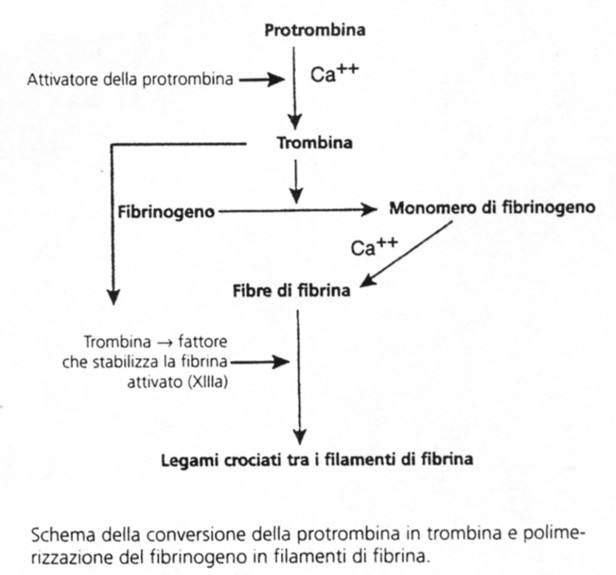 Protrombina
Attivatore della protrombina
Ca++
Trombina
Fibrinogeno
Monomero di fibrinogeno
Ca++
Fibre di fibrina
Trombina → fattore
che stabilizza la fibrina
attivato (XIIIa)
Legami crociati tra i filamenti di fibrina
Schema della conversione della protrombina in trombina e polime-
rizzazione del fibrinogeno in filamenti di fibrina.